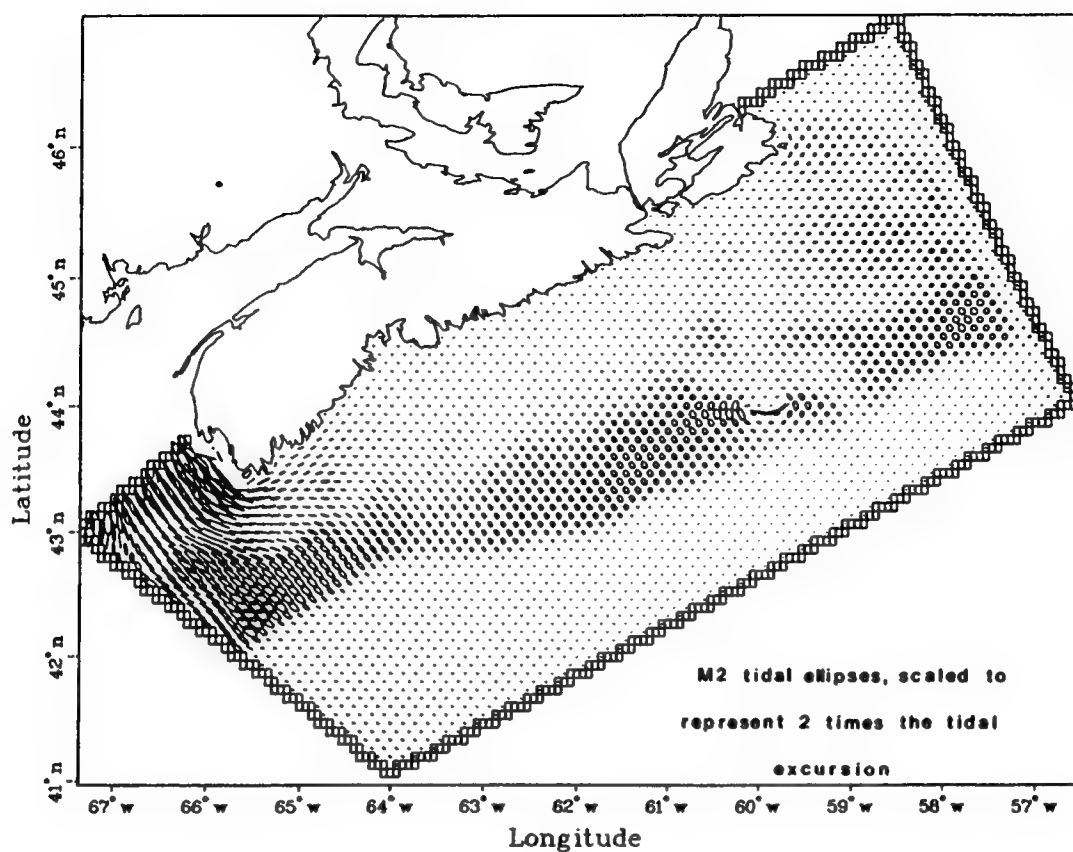 46°n
45°n
44°n
43°n
42°n
41°n
Latitude
M2 tidal ellipses, scaled to
represent 2 times the tidal
excursion
67°w 66°w 65°w 64°w 63°w 62°w 61°w 60°w 59°w 58°w 57°w
Longitude